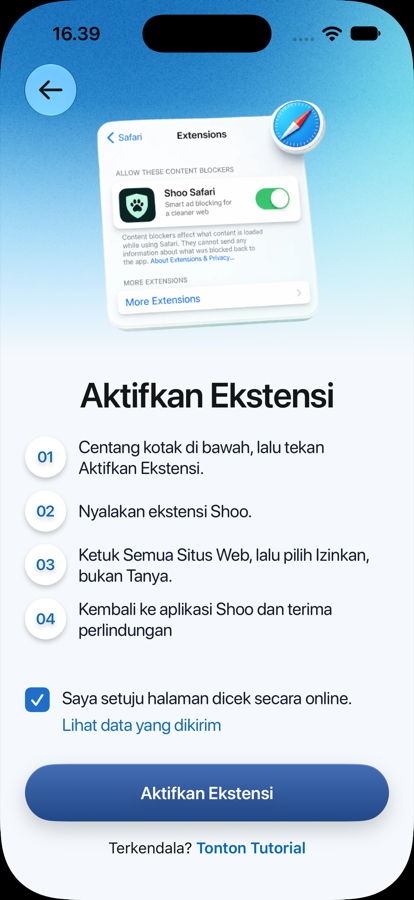 16.39
Safari
Extensions
ALLOW THESE CONTENT BLOCKERS
Shoo Safari
Smart ad blocking for
a cleaner web
Content blockers affect what content is loaded
while using Safari. They cannot send any
information about what was blocked back to
the app. About Extensions & Privacy...
MORE EXTENSIONS
More Extensions
Aktifkan Ekstensi
01
Centang kotak di bawah, lalu tekan
Aktifkan Ekstensi.
02
Nyalakan ekstensi Shoo.
03
Ketuk Semua Situs Web, lalu pilih Izinkan,
bukan Tanya.
04
Kembali ke aplikasi Shoo dan terima
perlindungan
Saya setuju halaman dicek secara online.
Lihat data yang dikirim
Aktifkan Ekstensi
Terkendala? Tonton Tutorial